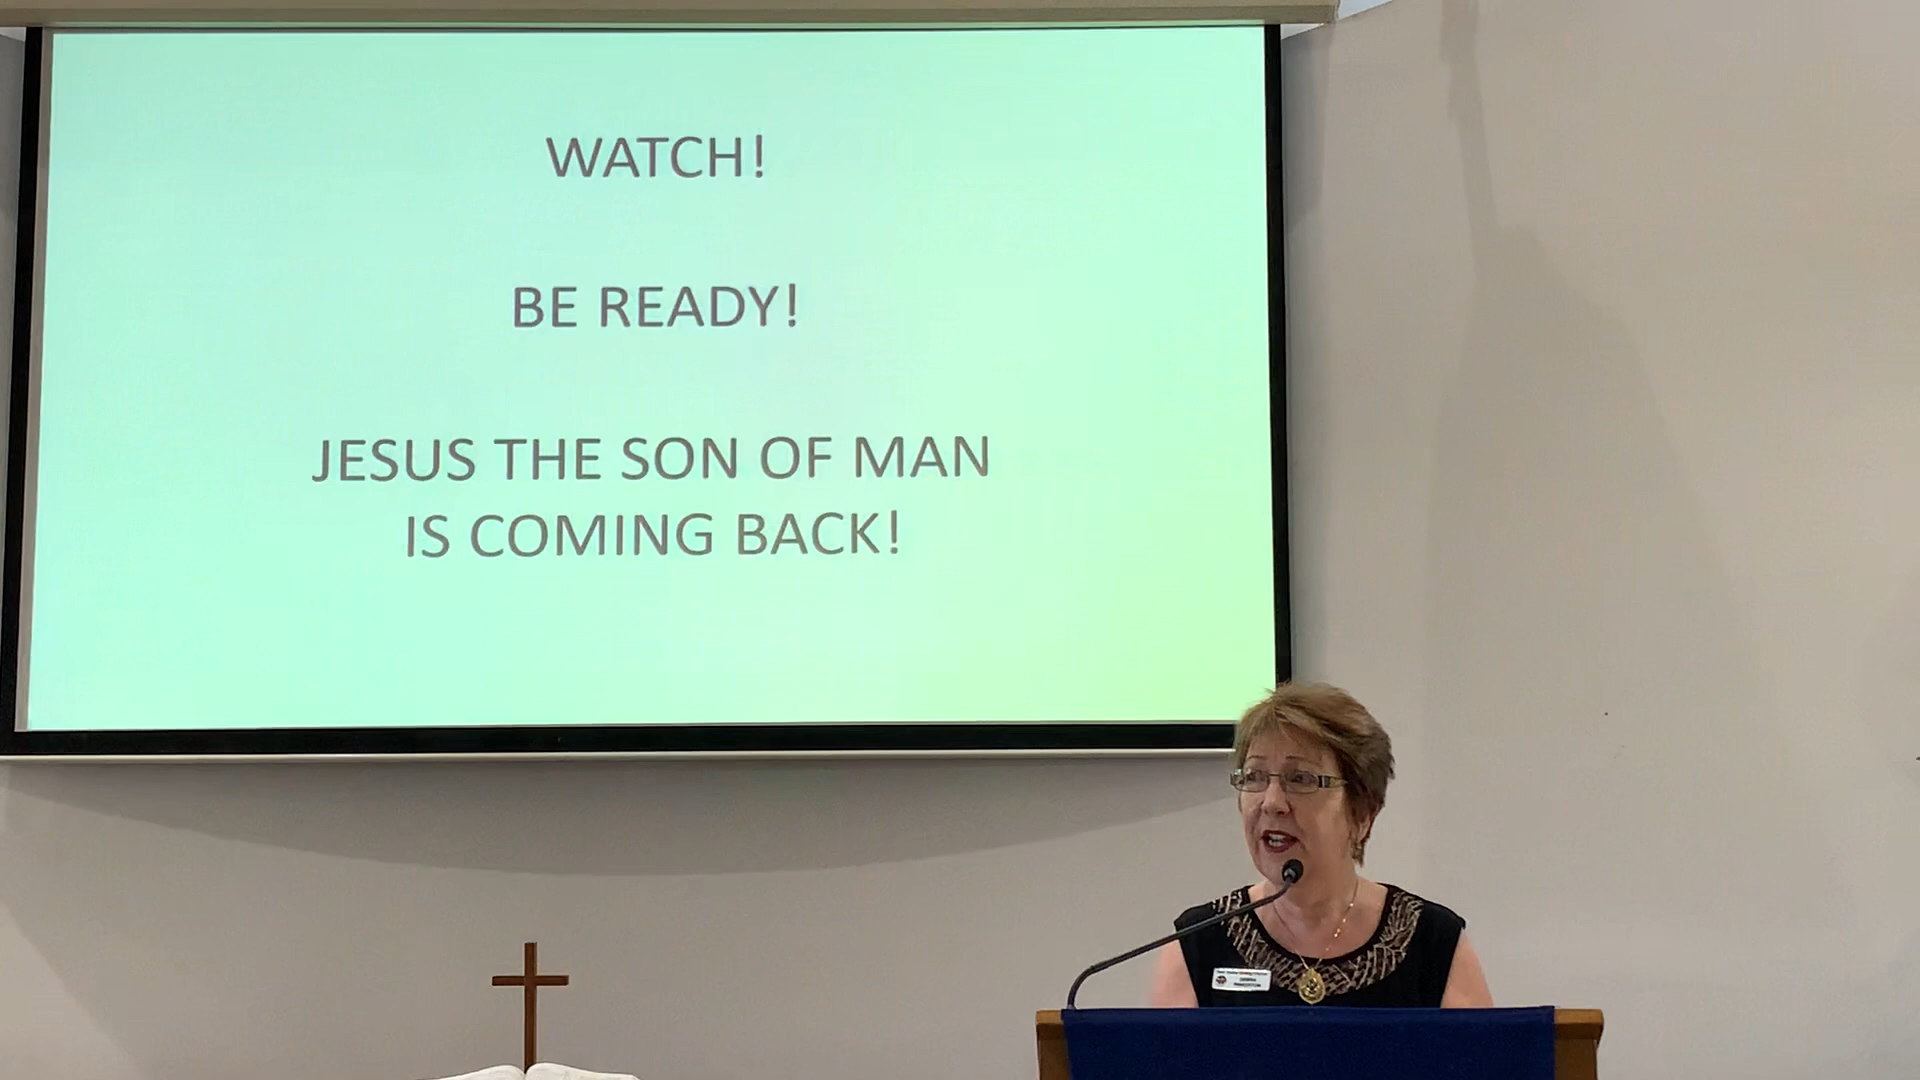 WATCH!
BE READY!
JESUS THE SON OF MAN
IS COMING BACK!